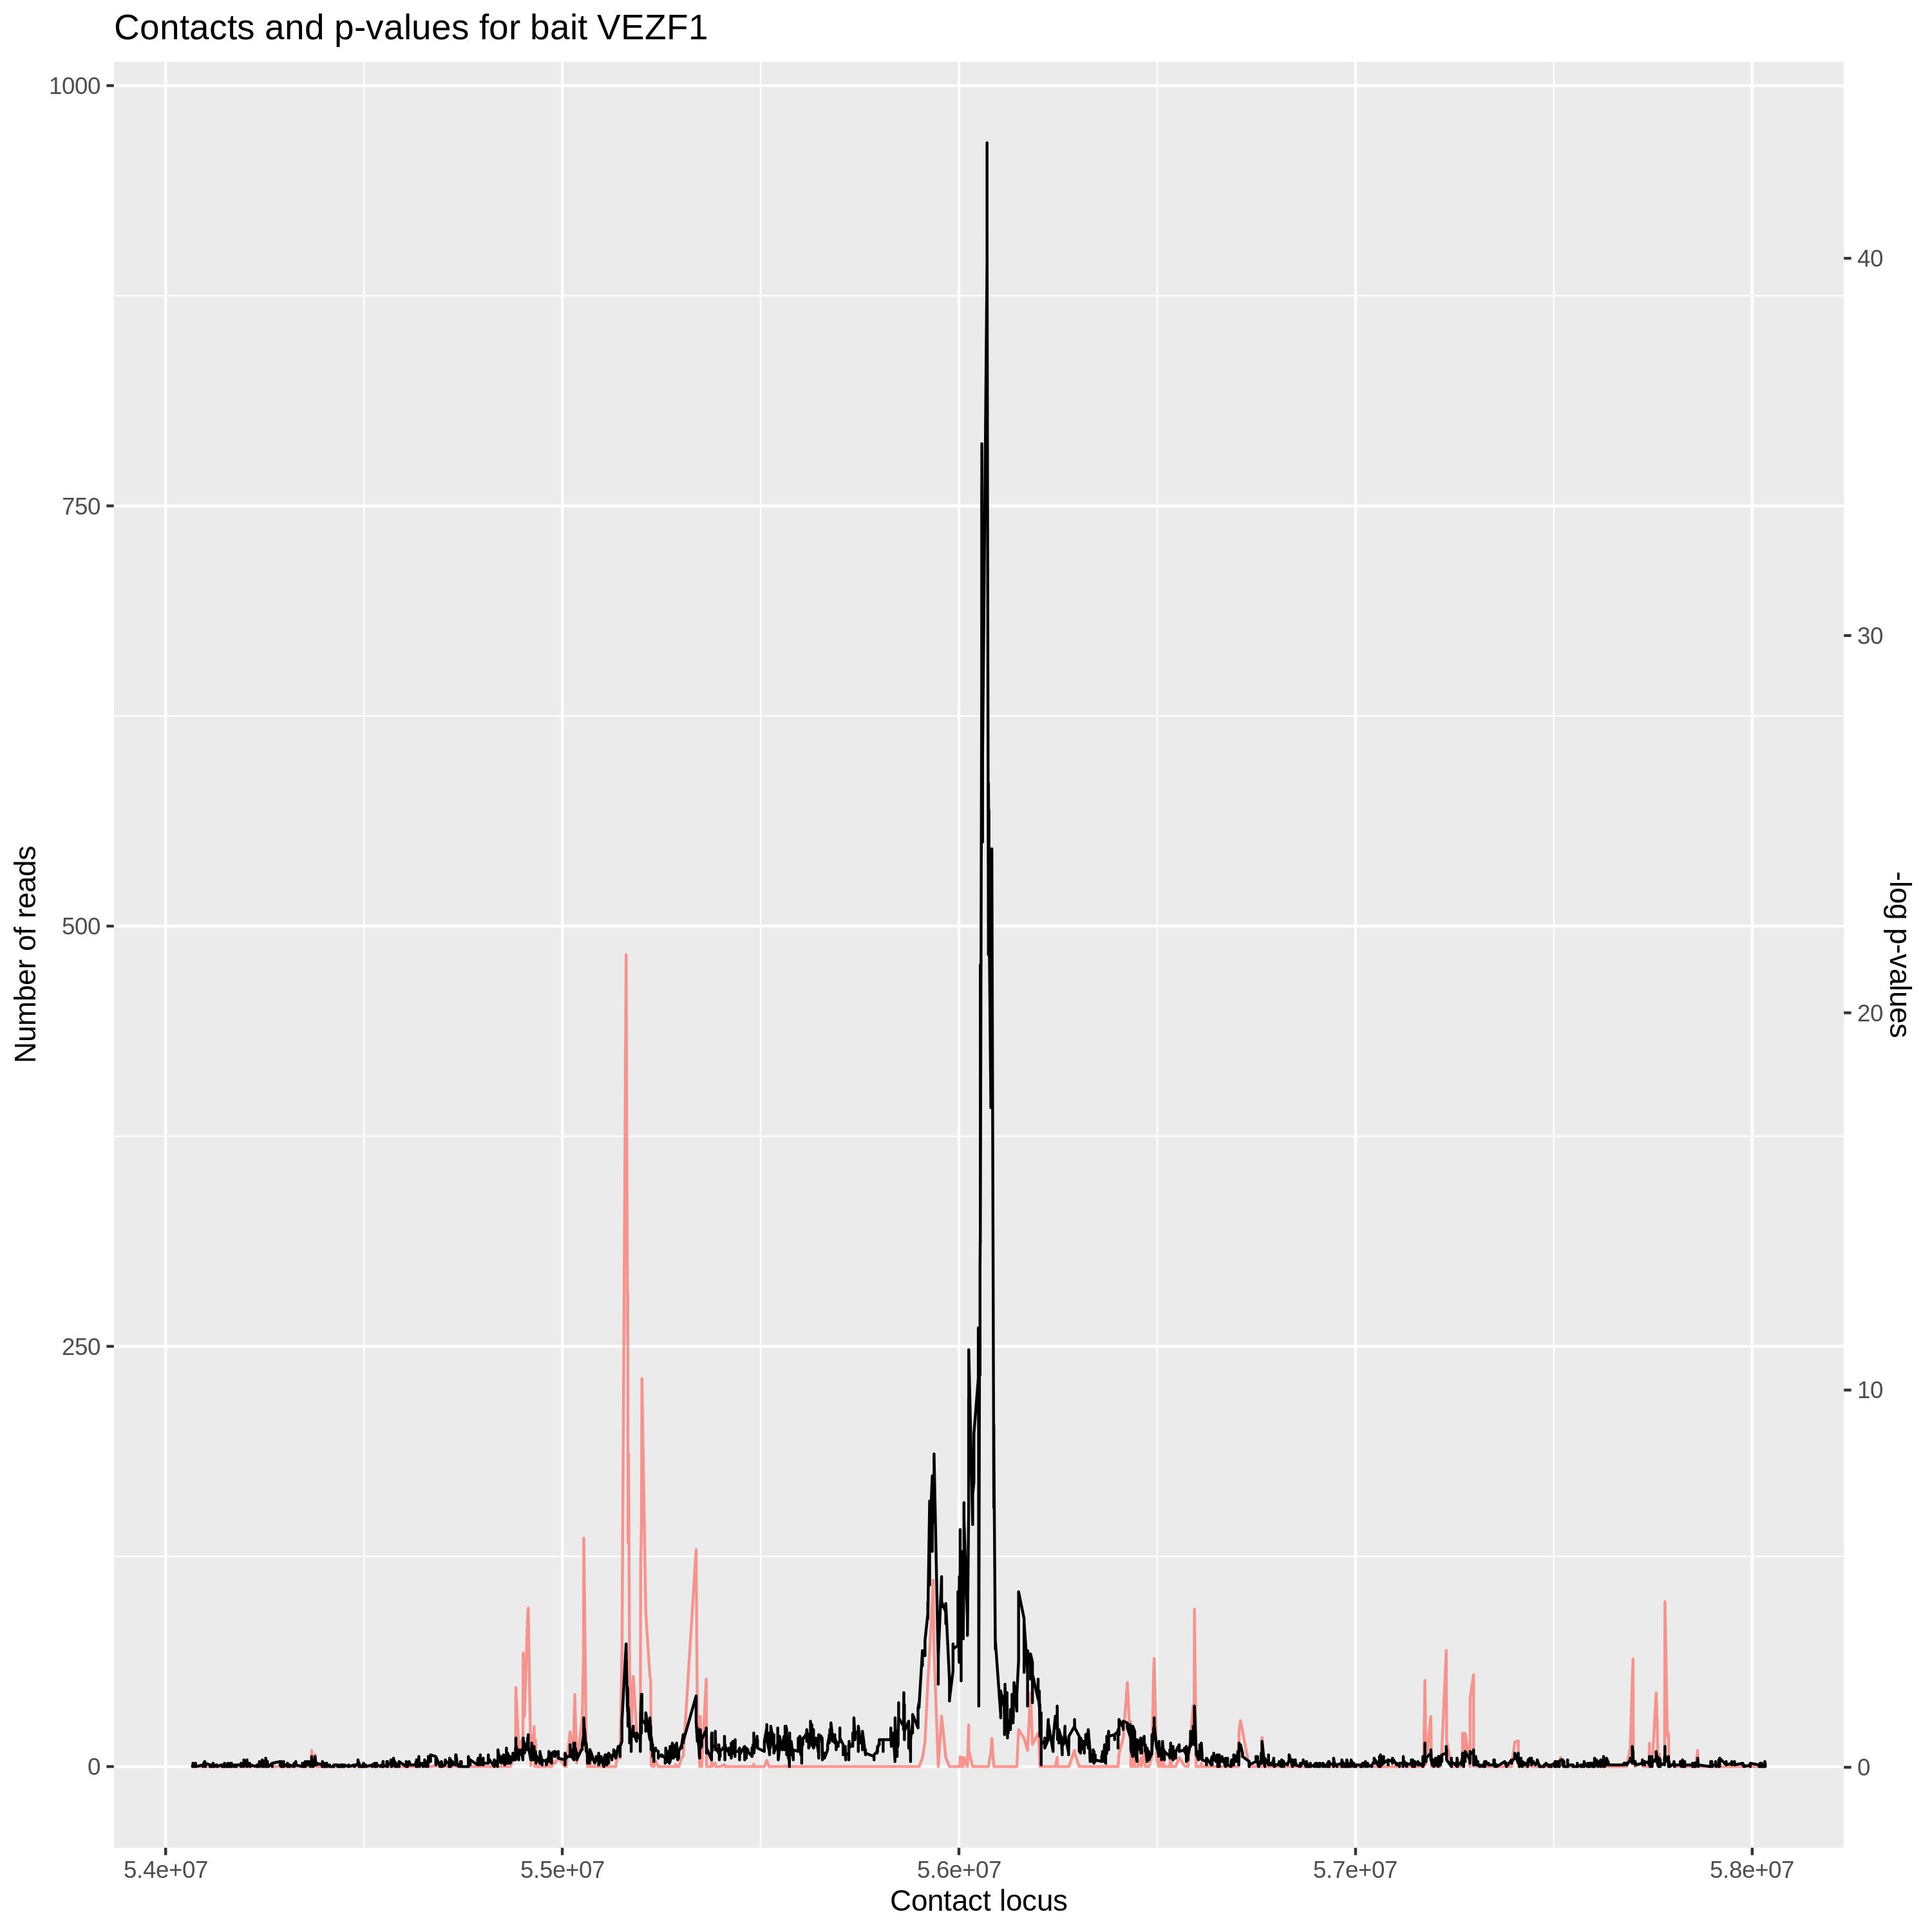 Contacts and p-values for bait VEZF1
1000
750
500
250
0
Number of reads
40
30
20
10
0
-log p-values
5.4e+07
5.5e+07
5.6e+07
5.7e+07
5.8e+07
Contact locus